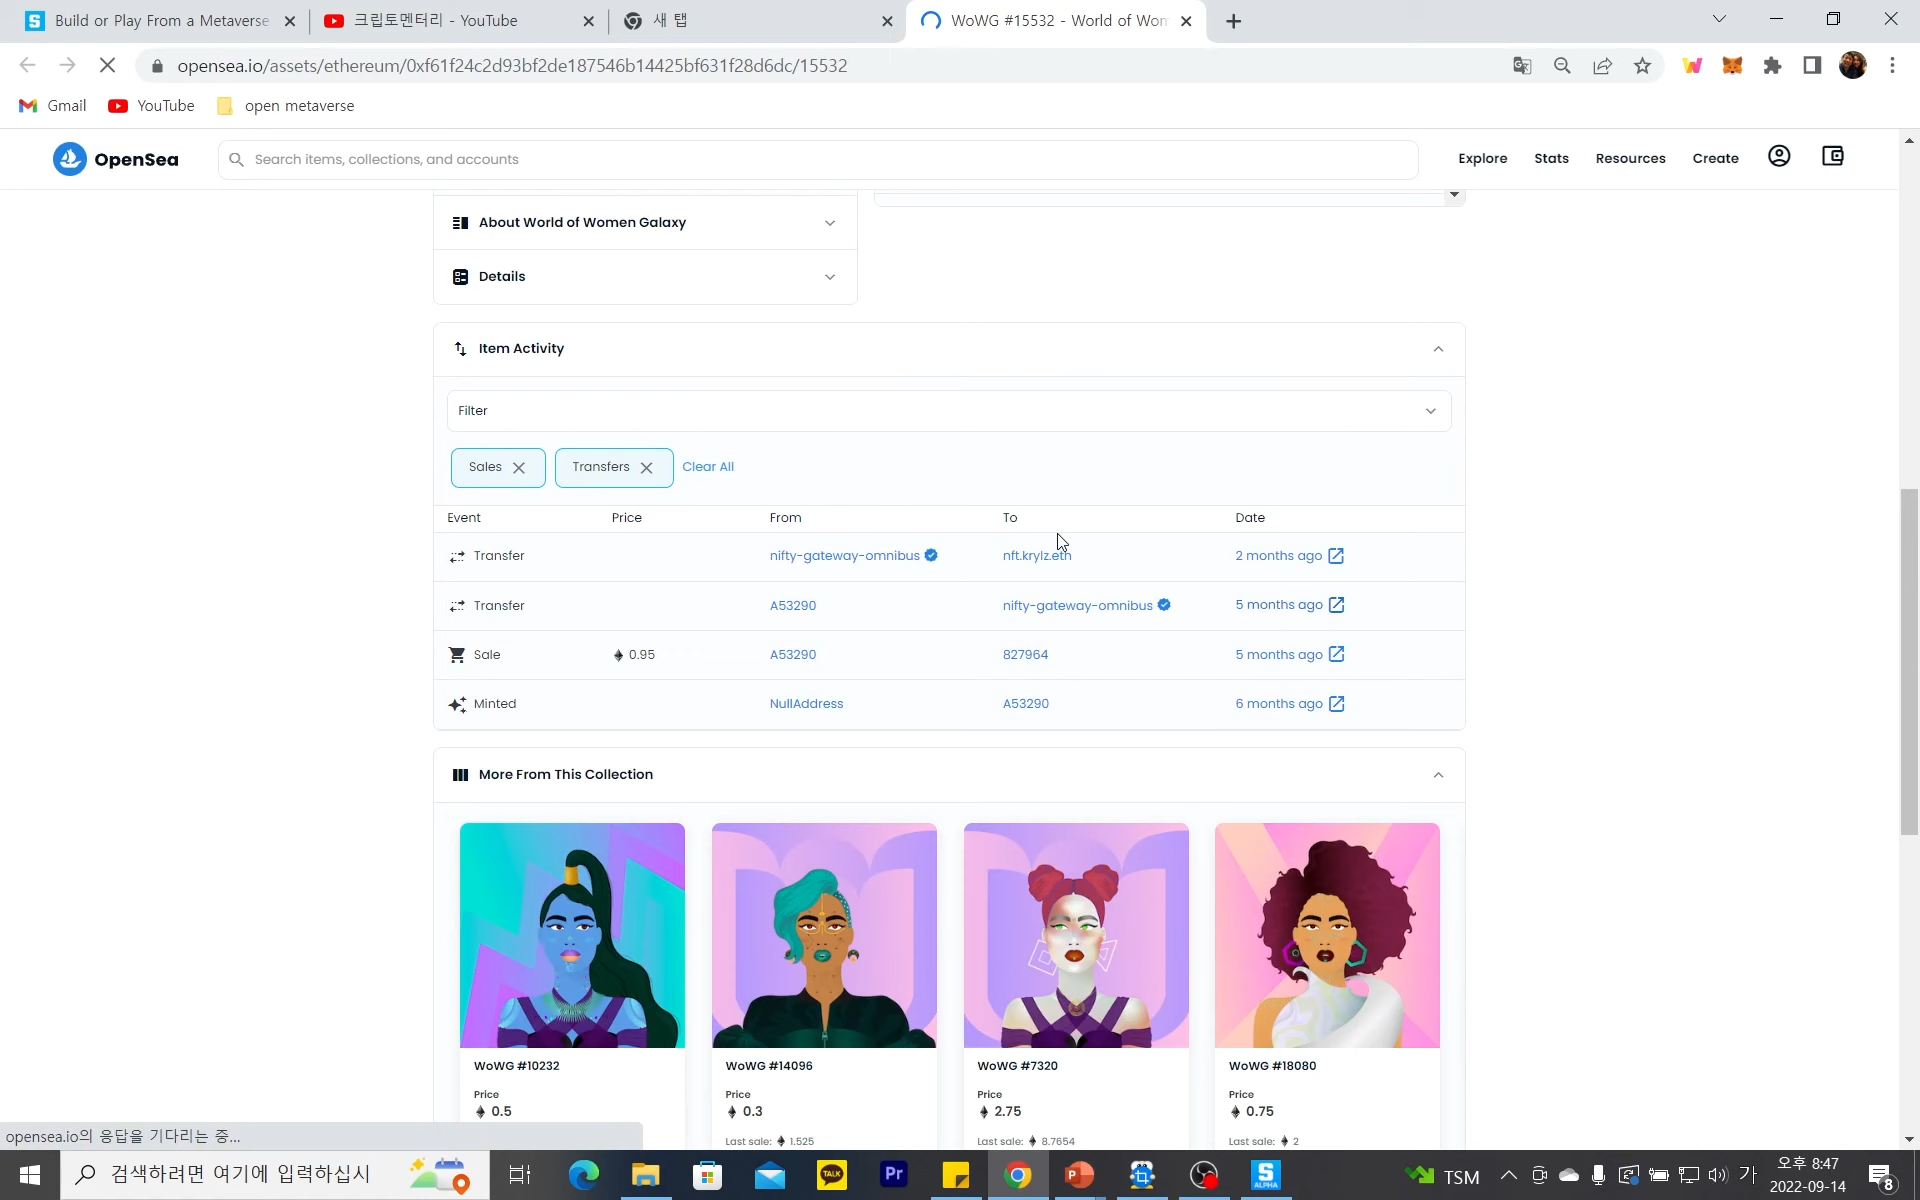 Build or Play From a Metaverse
크립토멘터리 - YouTube
새 탭
WoWG #15532 - World of Wom
opensea.io/assets/ethereum/0xf61f24c2d93bf2de187546b14425bf631f28d6dc/15532
Gmail
YouTube
open metaverse
OpenSea
Search items, collections, and accounts
Explore
Stats
Resources
Create
About World of Women Galaxy
Details
Item Activity
Filter
Sales
Transfers
Clear All
Event Price From To Date
Transfer nifty-gateway-omnibus nft.krylz.eth 2 months ago
Transfer A53290 nifty-gateway-omnibus 5 months ago
Sale 0.95 A53290 827964 5 months ago
Minted NullAddress A53290 6 months ago
More From This Collection
WoWG #10232 WoWG #14096 WoWG #7320 WoWG #18080
Price Price Price Price
0.5 0.3 2.75 0.75
Last sale: 1.525 Last sale: 8.7654 Last sale: 2
opensea.io의 응답을 기다리는 중...
검색하려면 여기에 입력하십시
TALK
Pr
ALPHA
TSM
가
오후 8:47
2022-09-14
8